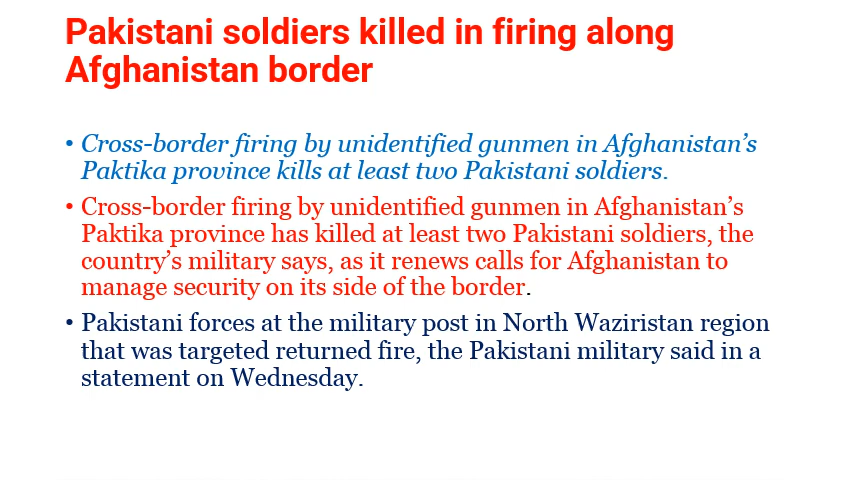 Pakistani soldiers killed in firing along
Afghanistan border
• Cross-border firing by unidentified gunmen in Afghanistan’s
Paktika province kills at least two Pakistani soldiers.
• Cross-border firing by unidentified gunmen in Afghanistan’s
Paktika province has killed at least two Pakistani soldiers, the
country’s military says, as it renews calls for Afghanistan to
manage security on its side of the border.
• Pakistani forces at the military post in North Waziristan region
that was targeted returned fire, the Pakistani military said in a
statement on Wednesday.